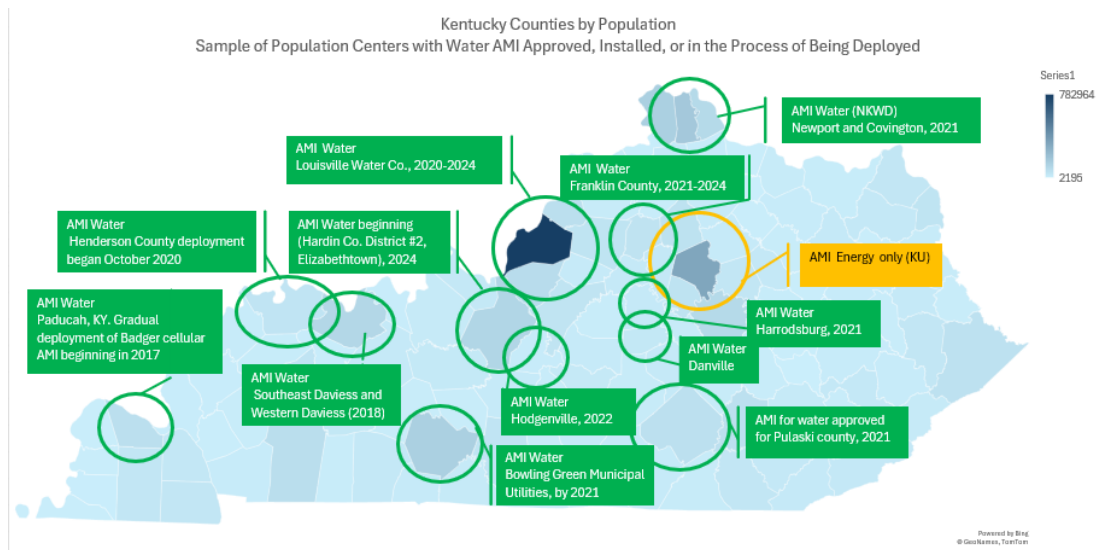 Kentucky Counties by Population
Sample of Population Centers with Water AMI Approved, Installed, or in the Process of Being Deployed
Series1
782964
2195
AMI Water (NKWD)
Newport and Covington, 2021
AMI Water
Louisville Water Co., 2020-2024
AMI Water
Franklin County, 2021-2024
AMI Water
Henderson County deployment
began October 2020
AMI Water beginning
(Hardin Co. District #2,
Elizabethtown), 2024
AMI Energy only (KU)
AMI Water
Paducah, KY. Gradual
deployment of Badger cellular
AMI beginning in 2017
AMI Water
Harrodsburg, 2021
AMI Water
Danville
AMI Water
Southeast Daviess and
Western Daviess (2018)
AMI Water
Hodgenville, 2022
AMI for water approved
for Pulaski county, 2021
AMI Water
Bowling Green Municipal
Utilities, by 2021
Powered by Bing
© GeoNames, TomTom